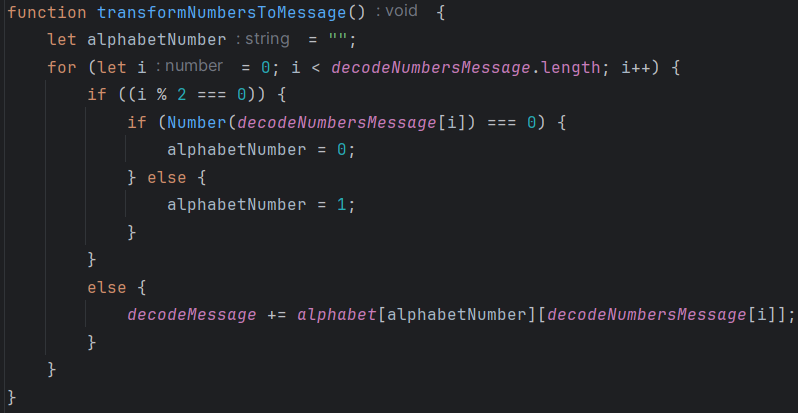 function transformNumbersToMessage() : void {
    let alphabetNumber : string = "";
    for (let i : number = 0; i < decodeNumbersMessage.length; i++) {
        if ((i % 2 === 0)) {
            if (Number(decodeNumbersMessage[i]) === 0) {
                alphabetNumber = 0;
            } else {
                alphabetNumber = 1;
            }
        }
        else {
            decodeMessage += alphabet[alphabetNumber][decodeNumbersMessage[i]];
        }
    }
}